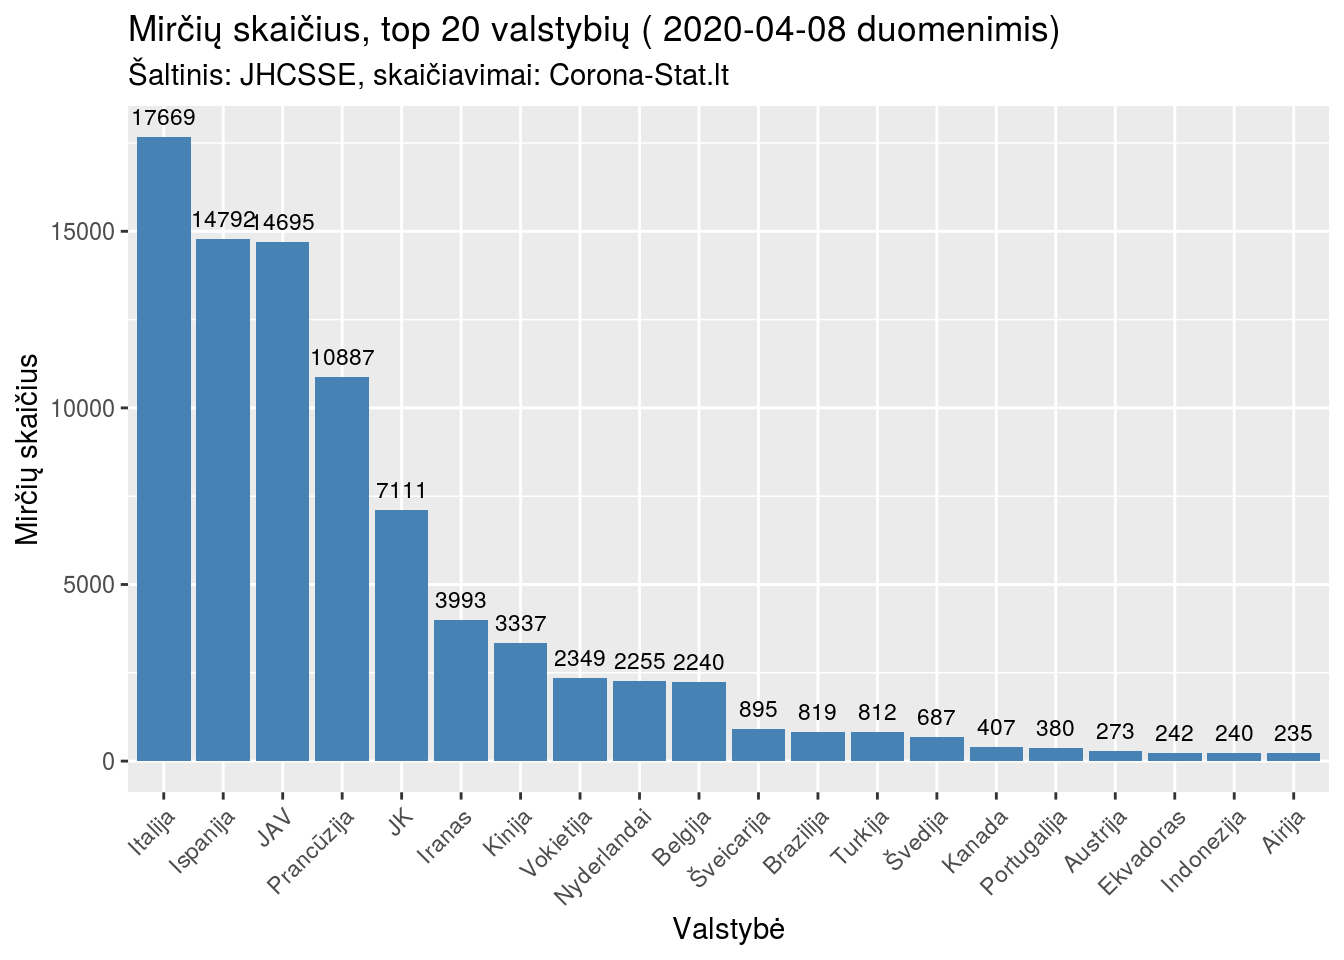 Mirčių skaičius, top 20 valstybių ( 2020-04-08 duomenimis)
Šaltinis: JHCSSE, skaičiavimai: Corona-Stat.lt
Mirčių skaičius
15000
10000
5000
0
17669
14792
14695
10887
7111
3993
3337
2349
2255
2240
895
819
812
687
407
380
273
242
240
235
Italija
Ispanija
JAV
Prancūzija
JK
Iranas
Kinija
Vokietija
Nyderlandai
Belgija
Šveicarija
Brazilija
Turkija
Švedija
Kanada
Portugalija
Austrija
Ekvadoras
Indonezija
Airija
Valstybė